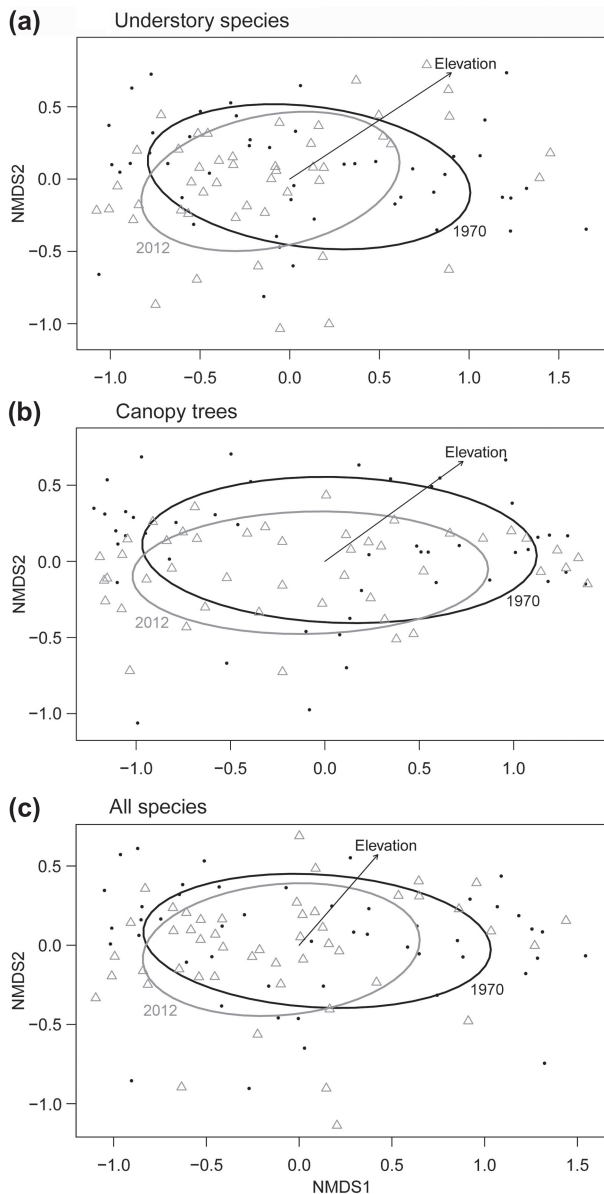 (a) Understory species
Elevation
0.5
0.0
−0.5
−1.0
NMDS2
2012
1970
−1.0 −0.5 0.0 0.5 1.0 1.5
(b) Canopy trees
Elevation
0.5
0.0
−0.5
−1.0
NMDS2
2012
1970
−1.0 −0.5 0.0 0.5 1.0
(c) All species
Elevation
0.5
0.0
−0.5
−1.0
NMDS2
2012
1970
−1.0 −0.5 0.0 0.5 1.0 1.5
NMDS1